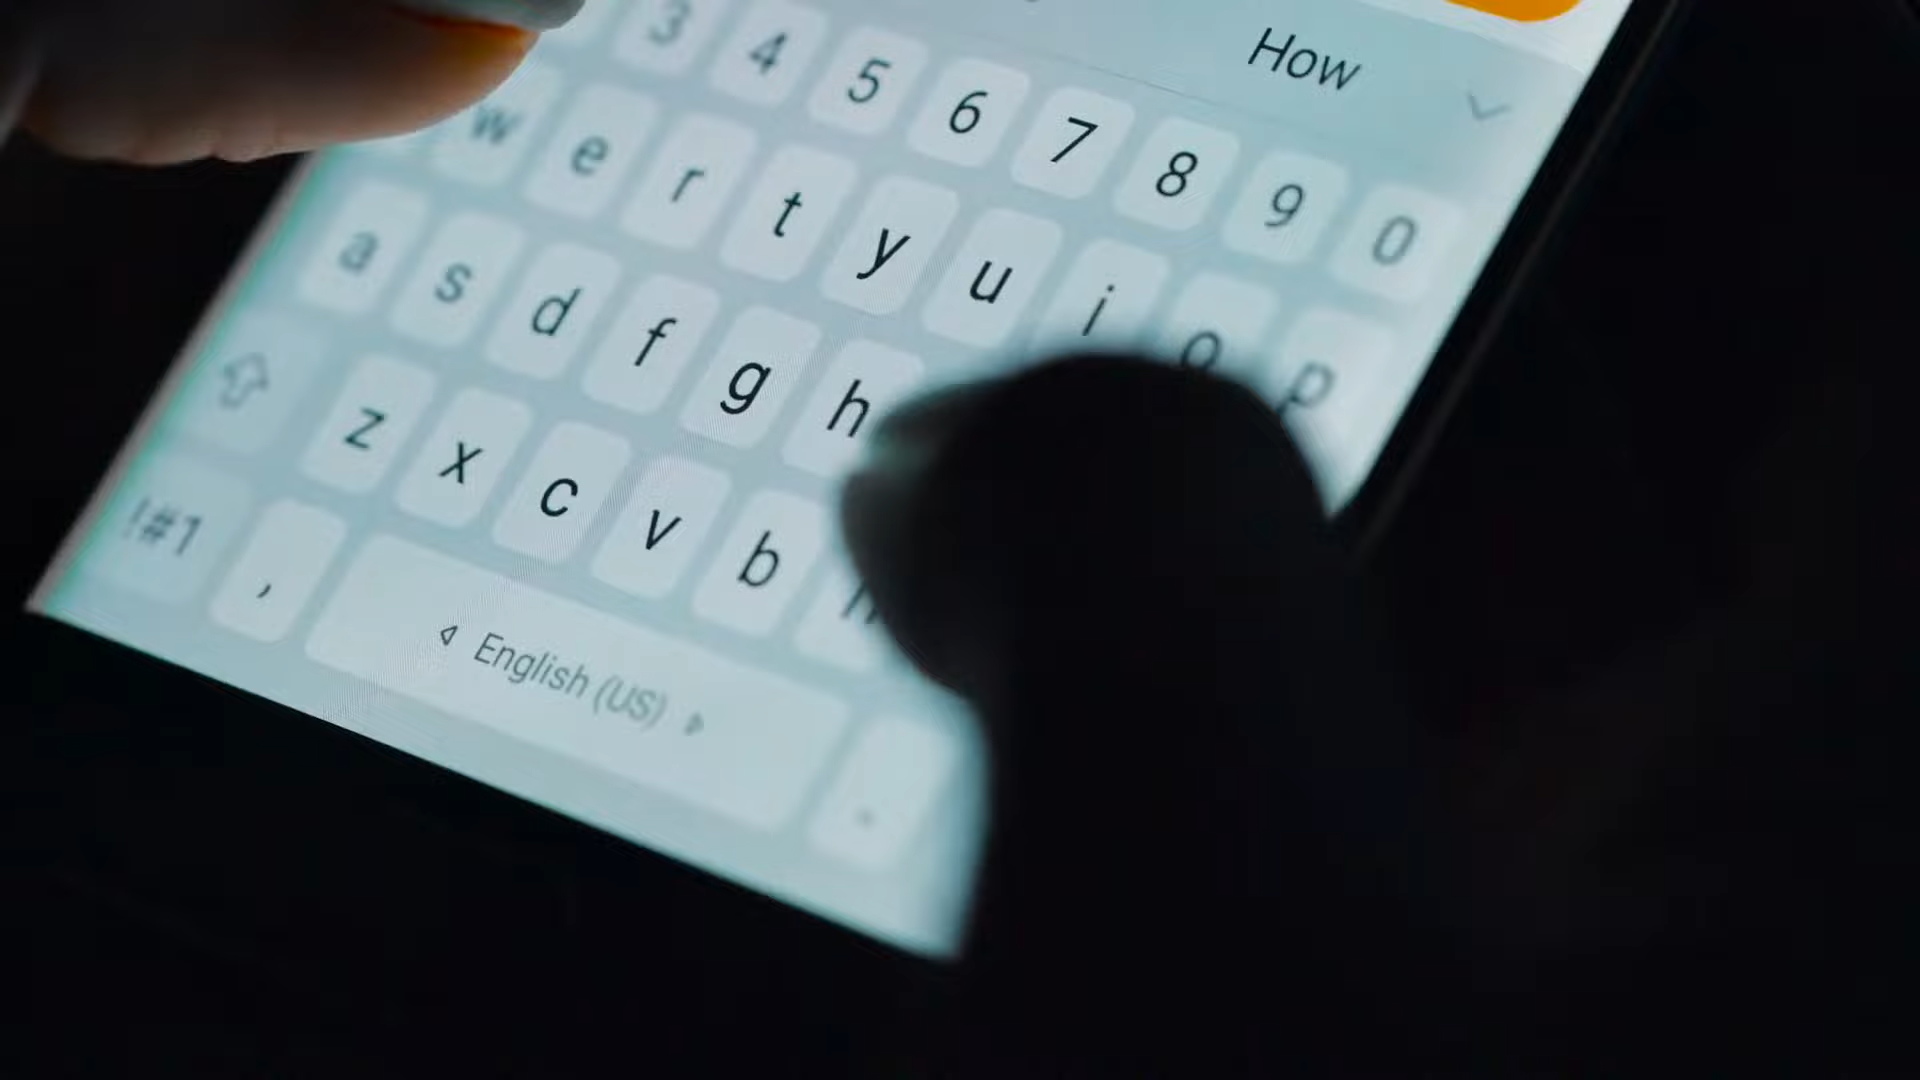 How
3 4 5 6 7 8 9 0
w e r t y u i o p
a s d f g h
z x c v b n
!#1 , English (US) .